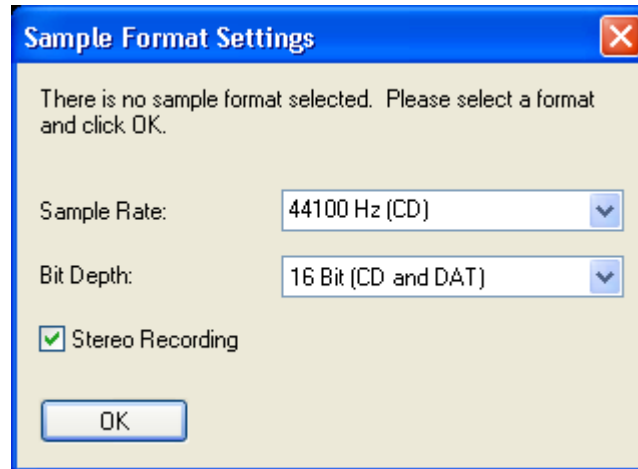 Sample Format Settings
There is no sample format selected.  Please select a format
and click OK.
Sample Rate:
44100 Hz (CD)
Bit Depth:
16 Bit (CD and DAT)
Stereo Recording
OK